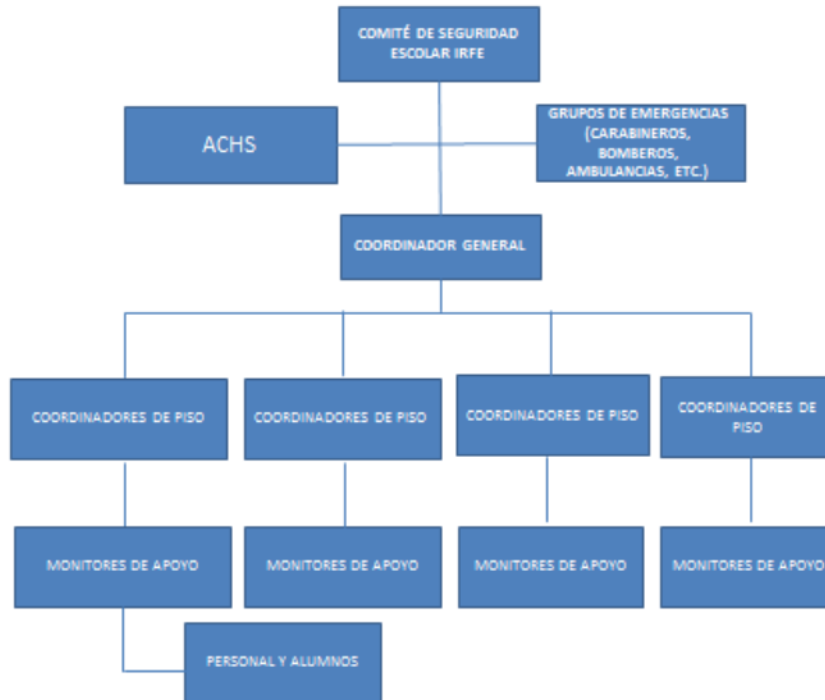 COMITÉ DE SEGURIDAD
ESCOLAR IRFE
ACHS
GRUPOS DE EMERGENCIAS
(CARABINEROS,
BOMBEROS,
AMBULANCIAS, ETC.)
COORDINADOR GENERAL
COORDINADORES DE PISO
COORDINADORES DE PISO
COORDINADORES DE PISO
COORDINADORES DE
PISO
MONITORES DE APOYO
MONITORES DE APOYO
MONITORES DE APOYO
MONITORES DE APOYO
PERSONAL Y ALUMNOS